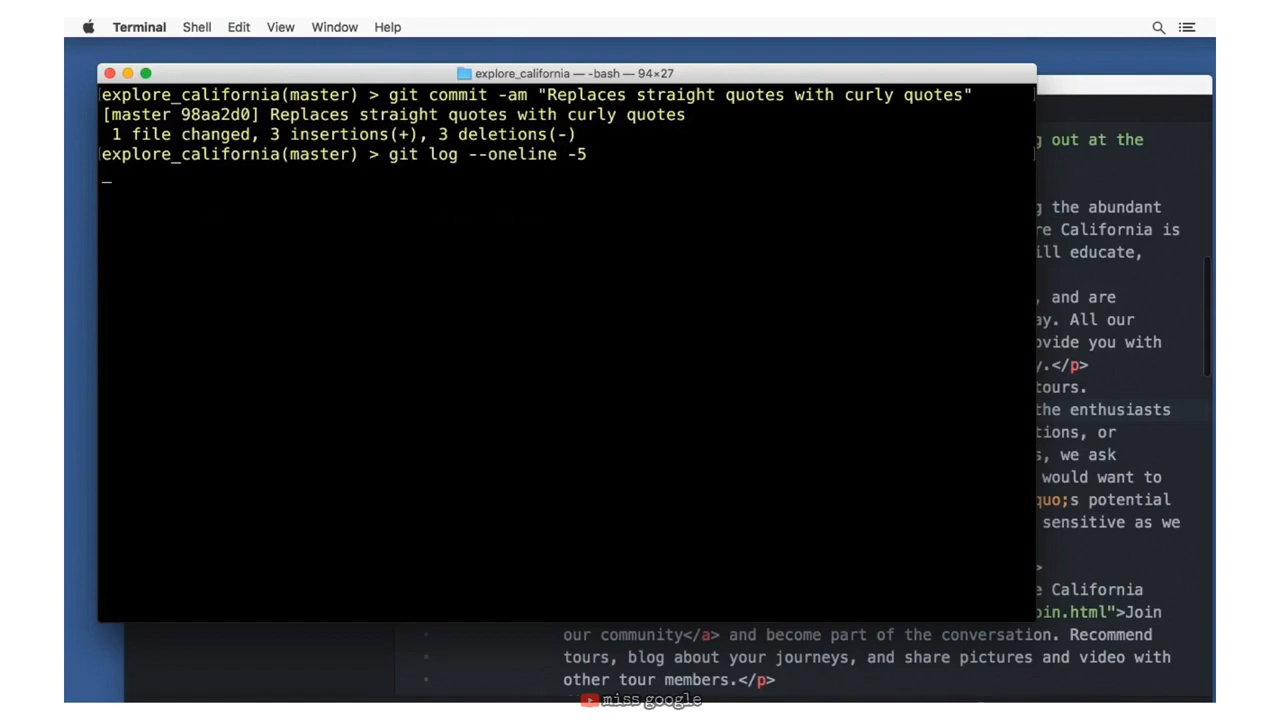 Terminal Shell Edit View Window Help
explore_california — -bash — 94×27
explore_california(master) > git commit -am "Replaces straight quotes with curly quotes"
[master 98aa2d0] Replaces straight quotes with curly quotes
1 file changed, 3 insertions(+), 3 deletions(-)
explore_california(master) > git log --oneline -5
_
g out at the
g the abundant
re California is
ill educate,
, and are
ay. All our
ovide you with
y.</p>
tours.
the enthusiasts
tions, or
s, we ask
would want to
quo;s potential
sensitive as we
>
e California
oin.html">Join
our community</a> and become part of the conversation. Recommend
tours, blog about your journeys, and share pictures and video with
other tour members.</p>
miss google